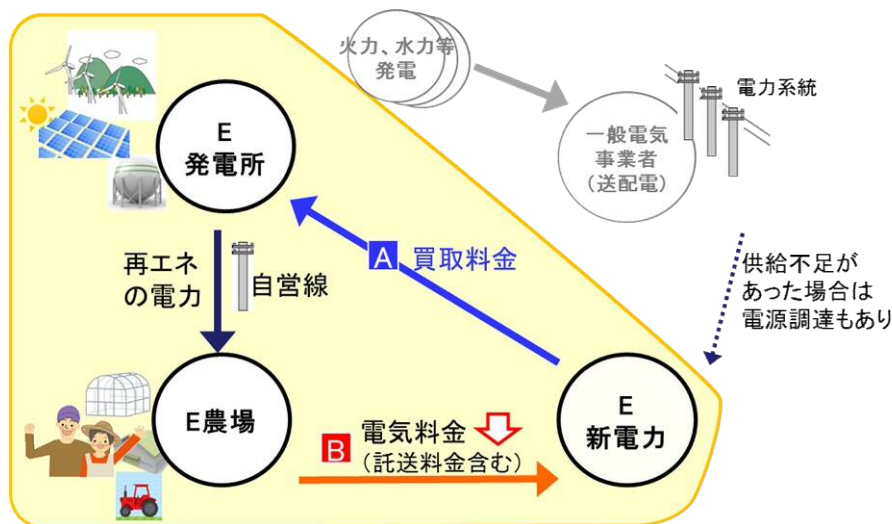 火力、水力等
発電
電力系統
一般電気
事業者
(送配電)
E
発電所
A 買取料金
再エネ
の電力
自営線
供給不足が
あった場合は
電源調達もあり
E農場
B 電気料金
(託送料金含む)
E
新電力